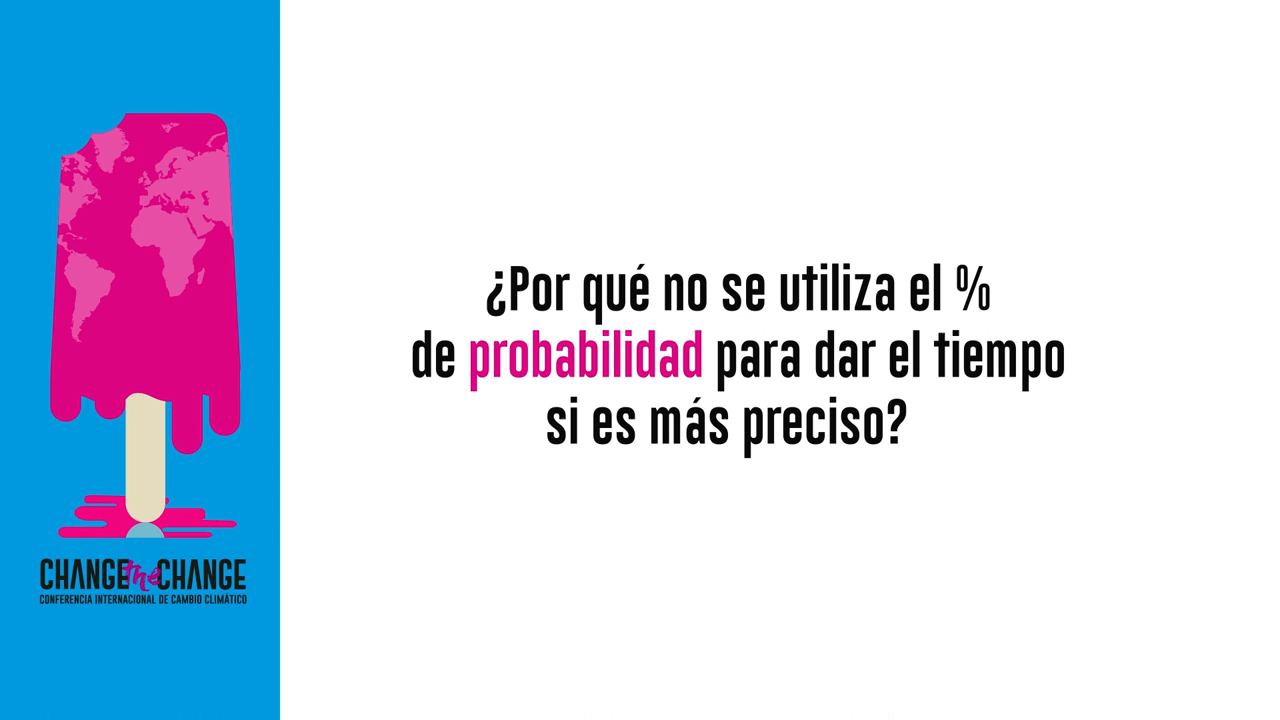 ¿Por qué no se utiliza el %
de probabilidad para dar el tiempo
si es más preciso?
CHANGE the CHANGE
CONFERENCIA INTERNACIONAL DE CAMBIO CLIMÁTICO